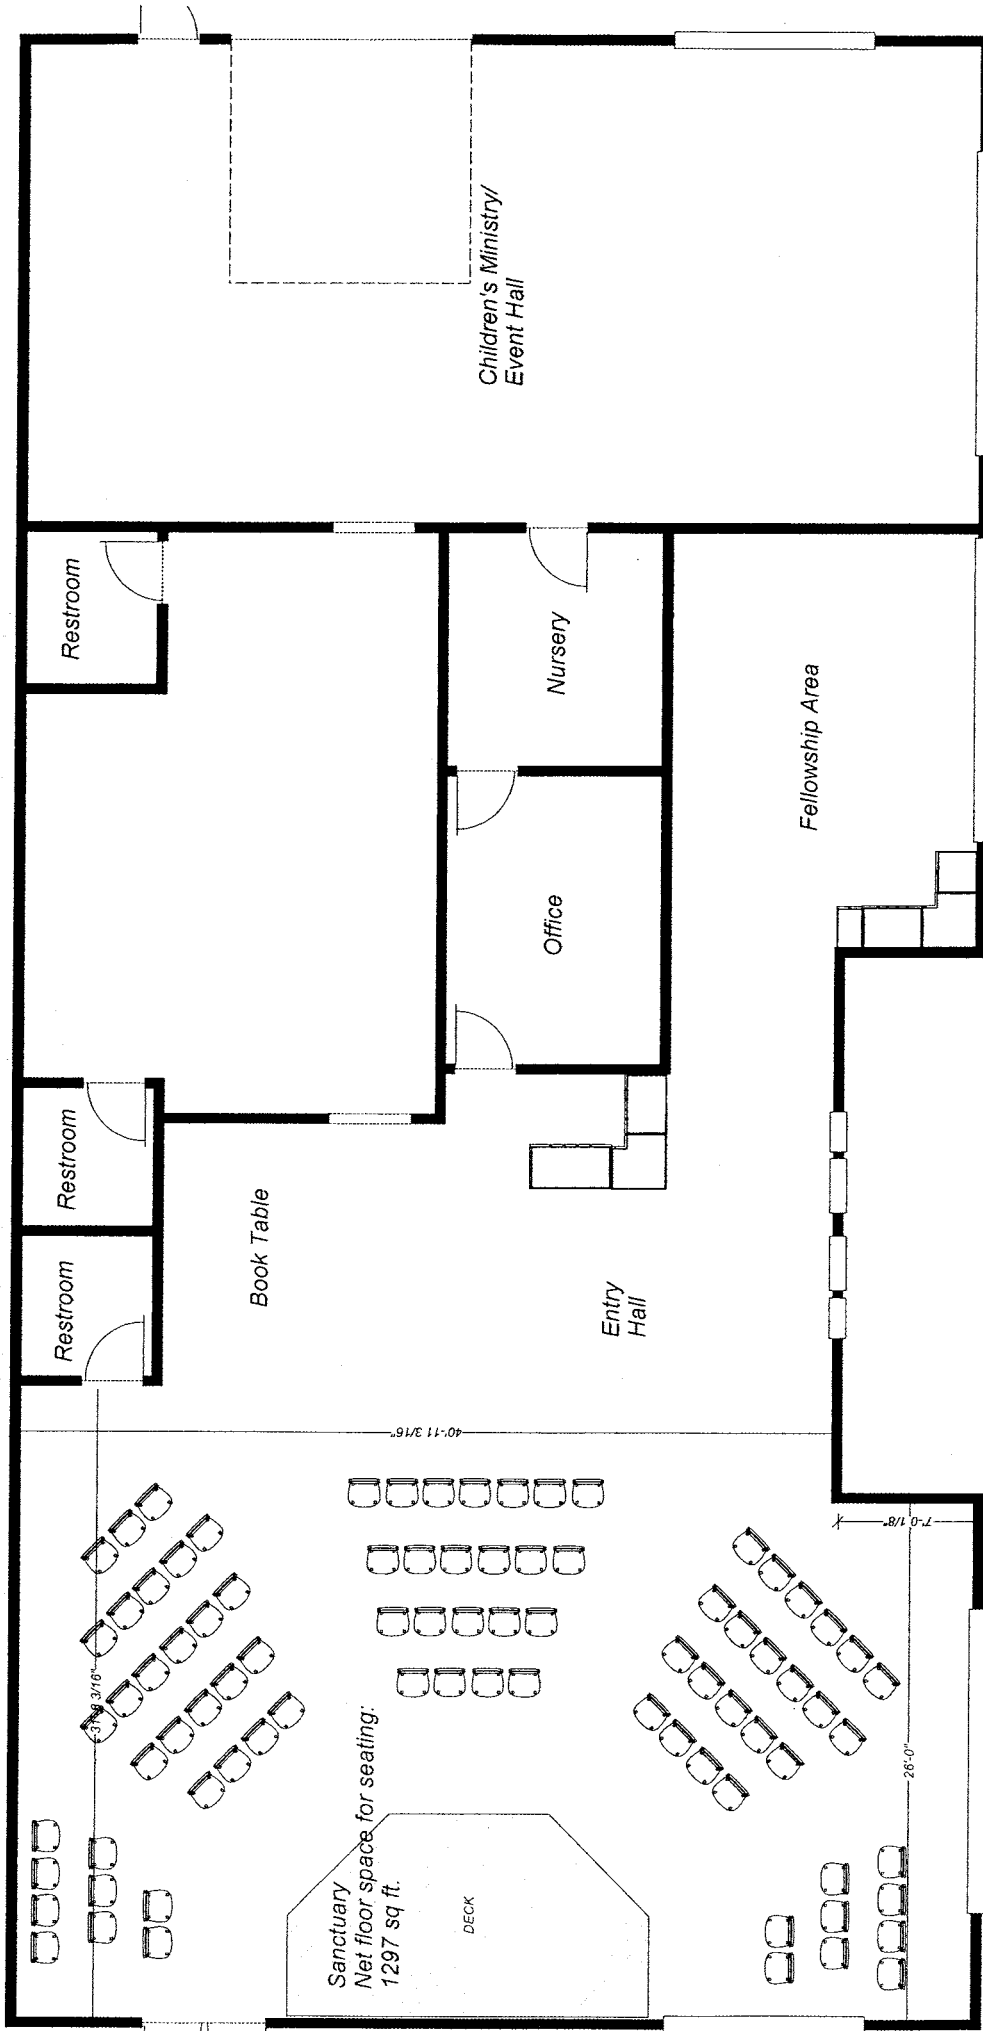 Children's Ministry/
Event Hall
Restroom
Nursery
Fellowship Area
Office
Restroom
Book Table
Restroom
Entry
Hall
40'-11 3/16"
7'-0 1/8"
26'-0"
Sanctuary
Net floor space for seating:
1297 sq ft.
DECK